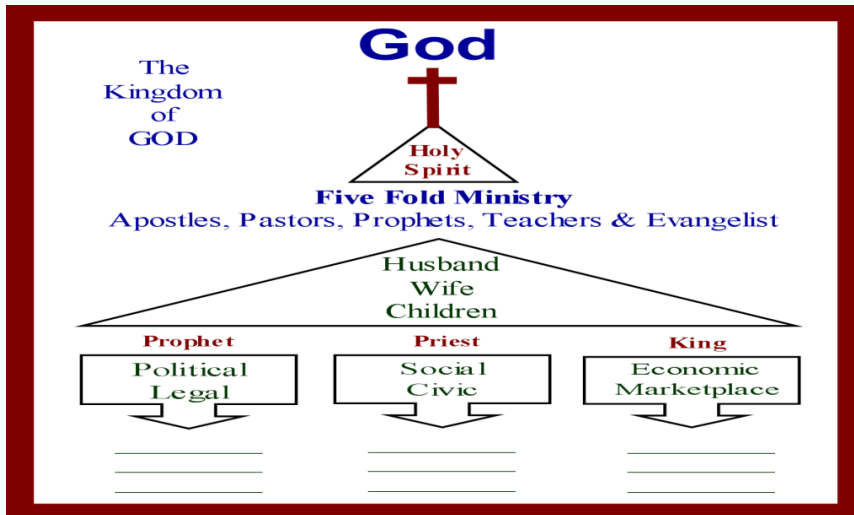 God
The
Kingdom
of
GOD
Holy
Spirit
Five Fold Ministry
Apostles, Pastors, Prophets, Teachers & Evangelist
Husband
Wife
Children
Prophet
Priest
King
Political
Legal
Social
Civic
Economic
Marketplace